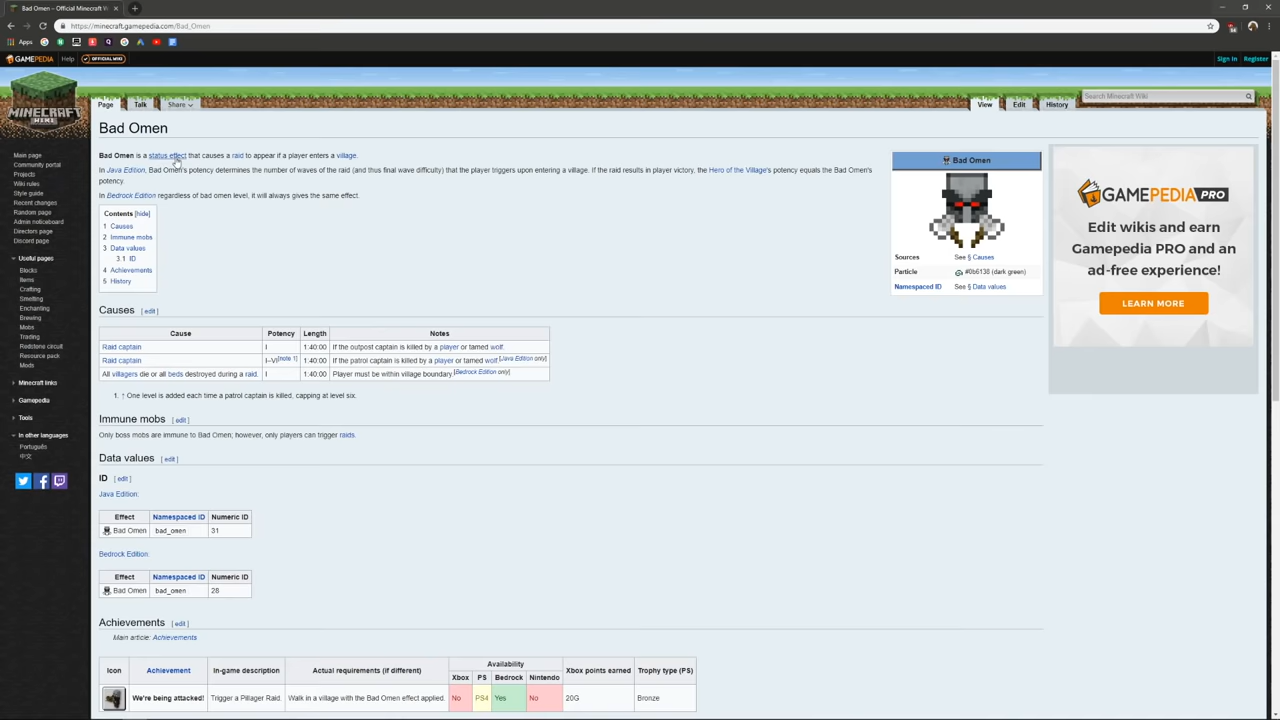 Bad Omen – Official Minecraft W
https://minecraft.gamepedia.com/Bad_Omen
Apps
GAMEPEDIA Help OFFICIAL WIKI Sign In Register
MINECRAFT WIKI
Page Talk Share View Edit History Search Minecraft Wiki
Main page
Community portal
Projects
Wiki rules
Style guide
Recent changes
Random page
Admin noticeboard
Directors page
Discord page
Useful pages
Blocks
Items
Crafting
Smelting
Enchanting
Brewing
Mobs
Trading
Redstone circuit
Resource pack
Mods
Minecraft links
Gamepedia
Tools
In other languages
Português
中文
Bad Omen
Bad Omen is a status effect that causes a raid to appear if a player enters a village.
In Java Edition, Bad Omen's potency determines the number of waves of the raid (and thus final wave difficulty) that the player triggers upon entering a village. If the raid results in player victory, the Hero of the Village's potency equals the Bad Omen's
potency.
In Bedrock Edition regardless of bad omen level, it will always gives the same effect.
Contents [hide]
1 Causes
2 Immune mobs
3 Data values
3.1 ID
4 Achievements
5 History
Bad Omen
Sources See § Causes
Particle #0b6138 (dark green)
Namespaced ID See § Data values
GAMEPEDIA PRO
Edit wikis and earn
Gamepedia PRO and an
ad-free experience!
LEARN MORE
Causes [ edit ]
Cause Potency Length Notes
Raid captain I 1:40:00 If the outpost captain is killed by a player or tamed wolf.
Raid captain I–VI[note 1] 1:40:00 If the patrol captain is killed by a player or tamed wolf.[Java Edition only]
All villagers die or all beds destroyed during a raid. I 1:40:00 Player must be within village boundary.[Bedrock Edition only]
1. ↑ One level is added each time a patrol captain is killed, capping at level six.
Immune mobs [ edit ]
Only boss mobs are immune to Bad Omen; however, only players can trigger raids.
Data values [ edit ]
ID [ edit ]
Java Edition:
Effect Namespaced ID Numeric ID
Bad Omen bad_omen 31
Bedrock Edition:
Effect Namespaced ID Numeric ID
Bad Omen bad_omen 28
Achievements [ edit ]
Main article: Achievements
Icon Achievement In-game description Actual requirements (if different) Availability Xbox points earned Trophy type (PS)
Xbox PS Bedrock Nintendo
We're being attacked! Trigger a Pillager Raid. Walk in a village with the Bad Omen effect applied. No PS4 Yes No 20G Bronze